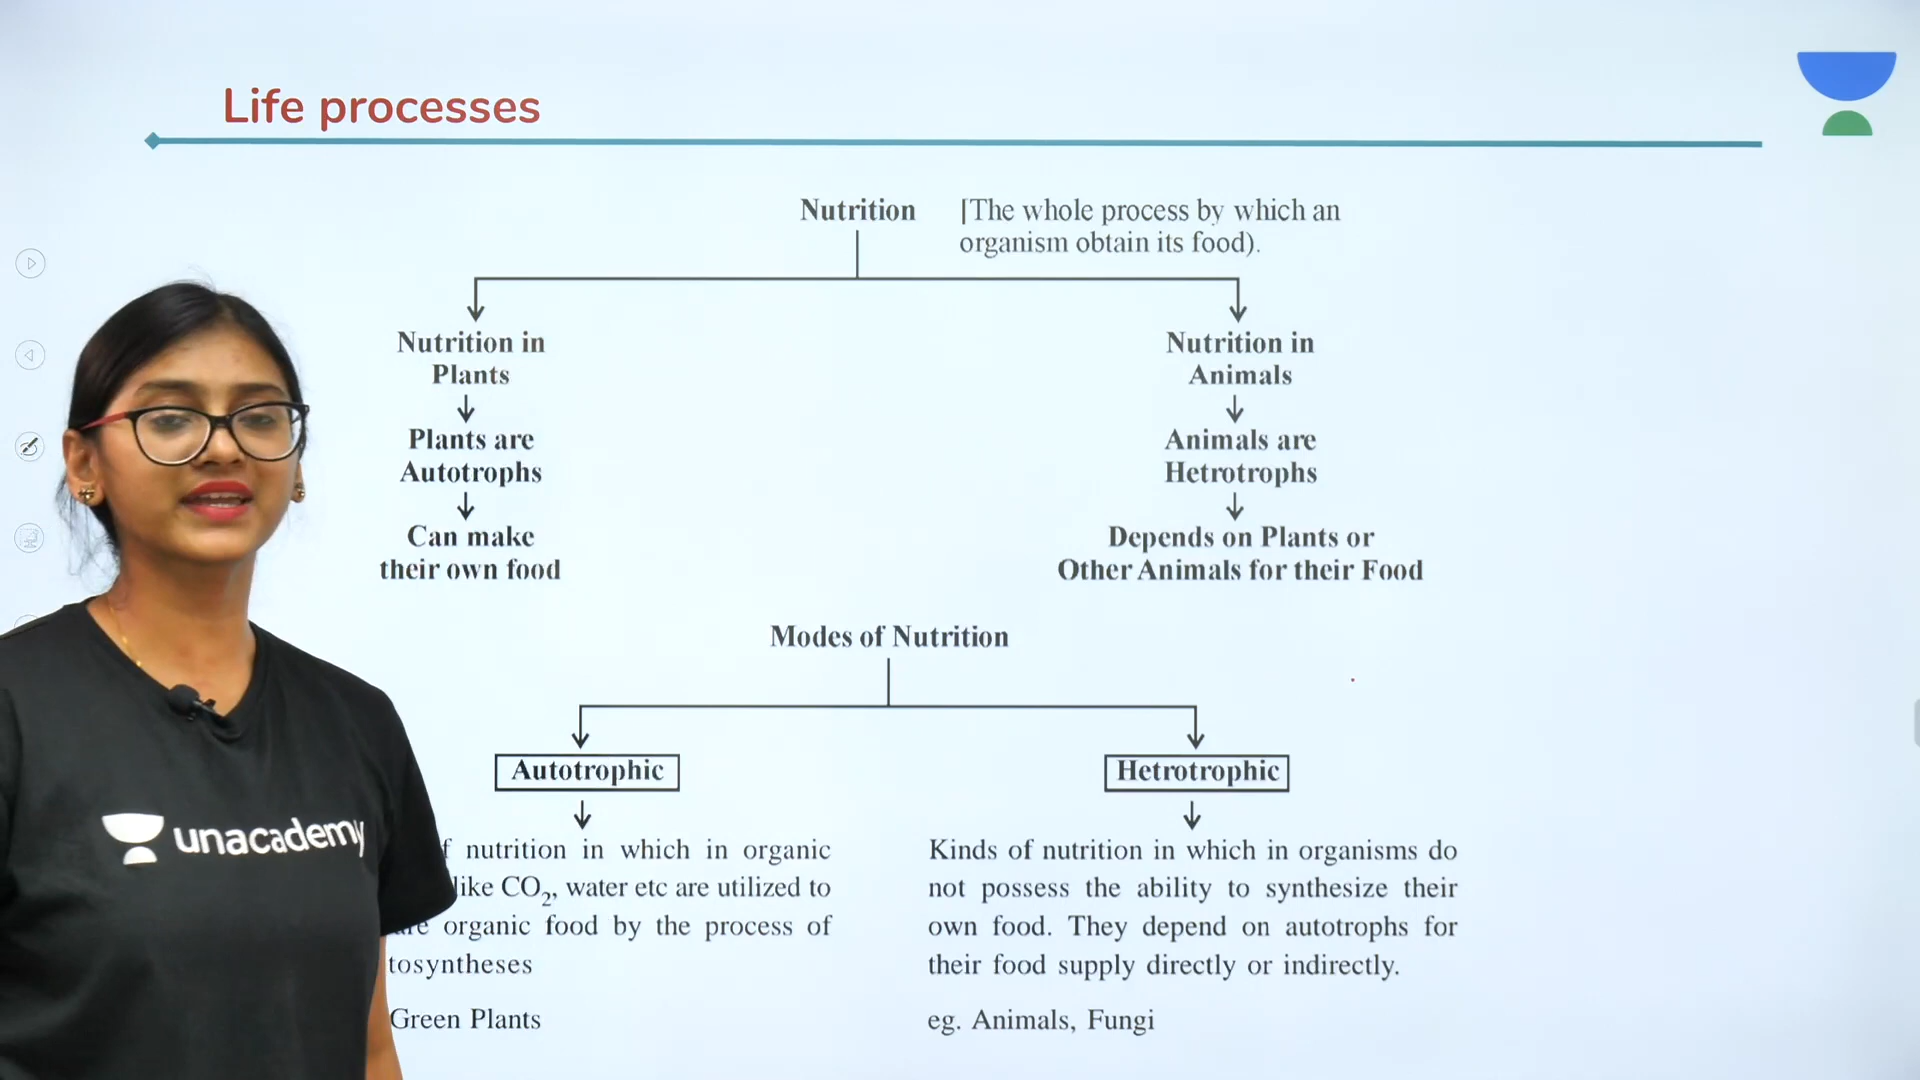 Life processes
Nutrition [The whole process by which an
organism obtain its food).
Nutrition in
Plants
Plants are
Autotrophs
Can make
their own food
Nutrition in
Animals
Animals are
Hetrotrophs
Depends on Plants or
Other Animals for their Food
Modes of Nutrition
Autotrophic
nutrition in which in organic
like CO₂, water etc are utilized to
organic food by the process of
tosyntheses
Green Plants
Hetrotrophic
Kinds of nutrition in which in organisms do
not possess the ability to synthesize their
own food. They depend on autotrophs for
their food supply directly or indirectly.
eg. Animals, Fungi
unacademy